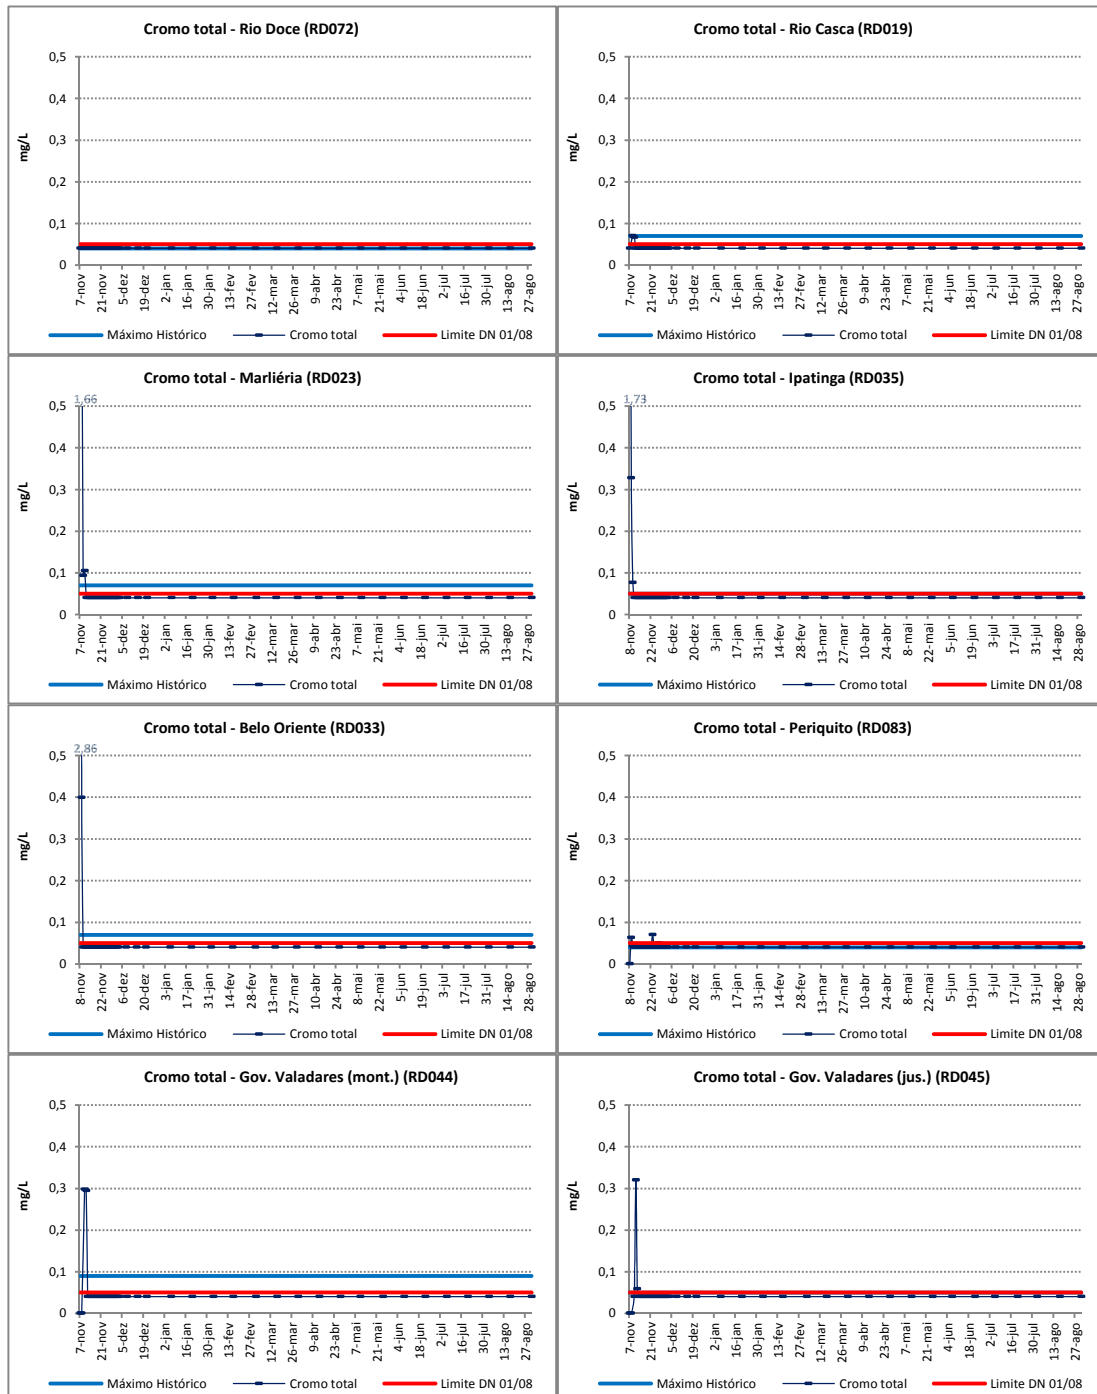 Cromo total - Rio Doce (RD072)
0,5
0,4
0,3
0,2
0,1
0
mg/L
7-nov 21-nov 5-dez 19-dez 2-jan 16-jan 30-jan 13-fev 27-fev 12-mar 26-mar 9-abr 23-abr 7-mai 21-mai 4-jun 18-jun 2-jul 16-jul 30-jul 13-ago 27-ago
Máximo Histórico Cromo total Limite DN 01/08
Cromo total - Rio Casca (RD019)
0,5
0,4
0,3
0,2
0,1
0
mg/L
7-nov 21-nov 5-dez 19-dez 2-jan 16-jan 30-jan 13-fev 27-fev 12-mar 26-mar 9-abr 23-abr 7-mai 21-mai 4-jun 18-jun 2-jul 16-jul 30-jul 13-ago 27-ago
Máximo Histórico Cromo total Limite DN 01/08
Cromo total - Marliéria (RD023)
1,66
0,5
0,4
0,3
0,2
0,1
0
mg/L
7-nov 21-nov 5-dez 19-dez 2-jan 16-jan 30-jan 13-fev 27-fev 12-mar 26-mar 9-abr 23-abr 7-mai 21-mai 4-jun 18-jun 2-jul 16-jul 30-jul 13-ago 27-ago
Máximo Histórico Cromo total Limite DN 01/08
Cromo total - Ipatinga (RD035)
1,73
0,5
0,4
0,3
0,2
0,1
0
mg/L
8-nov 22-nov 6-dez 20-dez 3-jan 17-jan 31-jan 14-fev 28-fev 13-mar 27-mar 10-abr 24-abr 8-mai 22-mai 5-jun 19-jun 3-jul 17-jul 31-jul 14-ago 28-ago
Máximo Histórico Cromo total Limite DN 01/08
Cromo total - Belo Oriente (RD033)
2,86
0,5
0,4
0,3
0,2
0,1
0
mg/L
8-nov 22-nov 6-dez 20-dez 3-jan 17-jan 31-jan 14-fev 28-fev 13-mar 27-mar 10-abr 24-abr 8-mai 22-mai 5-jun 19-jun 3-jul 17-jul 31-jul 14-ago 28-ago
Máximo Histórico Cromo total Limite DN 01/08
Cromo total - Periquito (RD083)
0,5
0,4
0,3
0,2
0,1
0
mg/L
8-nov 22-nov 6-dez 20-dez 3-jan 17-jan 31-jan 14-fev 28-fev 13-mar 27-mar 10-abr 24-abr 8-mai 22-mai 5-jun 19-jun 3-jul 17-jul 31-jul 14-ago 28-ago
Máximo Histórico Cromo total Limite DN 01/08
Cromo total - Gov. Valadares (mont.) (RD044)
0,5
0,4
0,3
0,2
0,1
0
mg/L
7-nov 21-nov 5-dez 19-dez 2-jan 16-jan 30-jan 13-fev 27-fev 12-mar 26-mar 9-abr 23-abr 7-mai 21-mai 4-jun 18-jun 2-jul 16-jul 30-jul 13-ago 27-ago
Máximo Histórico Cromo total Limite DN 01/08
Cromo total - Gov. Valadares (jus.) (RD045)
0,5
0,4
0,3
0,2
0,1
0
mg/L
7-nov 21-nov 5-dez 19-dez 2-jan 16-jan 30-jan 13-fev 27-fev 12-mar 26-mar 9-abr 23-abr 7-mai 21-mai 4-jun 18-jun 2-jul 16-jul 30-jul 13-ago 27-ago
Máximo Histórico Cromo total Limite DN 01/08